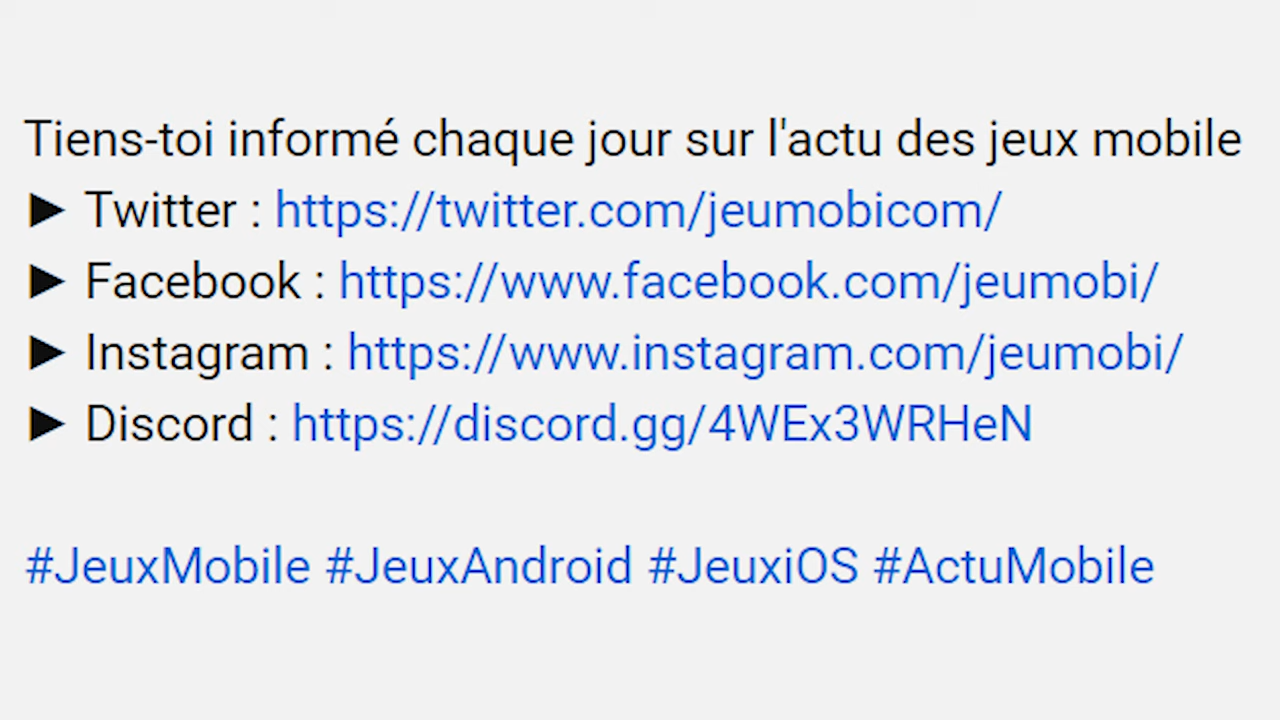 Tiens-toi informé chaque jour sur l'actu des jeux mobile
► Twitter : https://twitter.com/jeumobicom/
► Facebook : https://www.facebook.com/jeumobi/
► Instagram : https://www.instagram.com/jeumobi/
► Discord : https://discord.gg/4WEx3WRHeN
#JeuxMobile #JeuxAndroid #JeuxiOS #ActuMobile